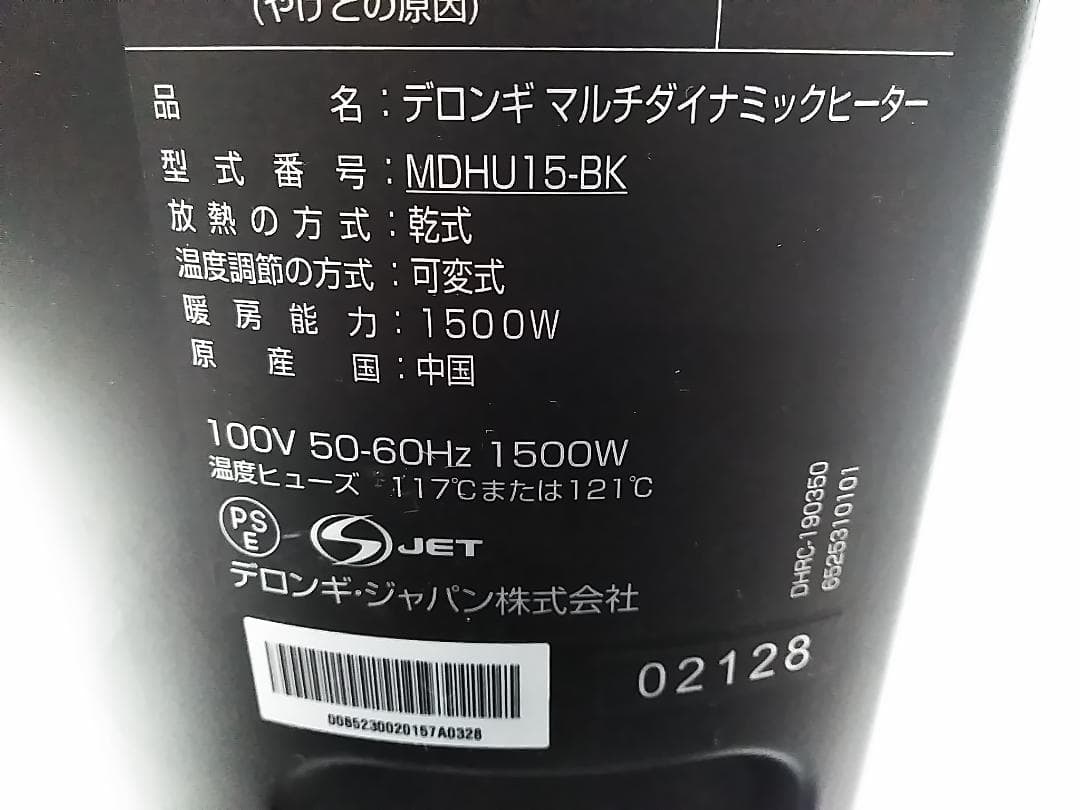 (やけどの原因)
品名：デロンギ マルチダイナミックヒーター
型式番号：MDHU15-BK
放熱の方式：乾式
温度調節の方式：可変式
暖房能力：1500W
原産国：中国
100V 50-60Hz 1500W
温度ヒューズ 117℃または121℃
PS
E
JET
デロンギ・ジャパン株式会社
DHRC-190350
6525310101
02128
0085230020157A0328